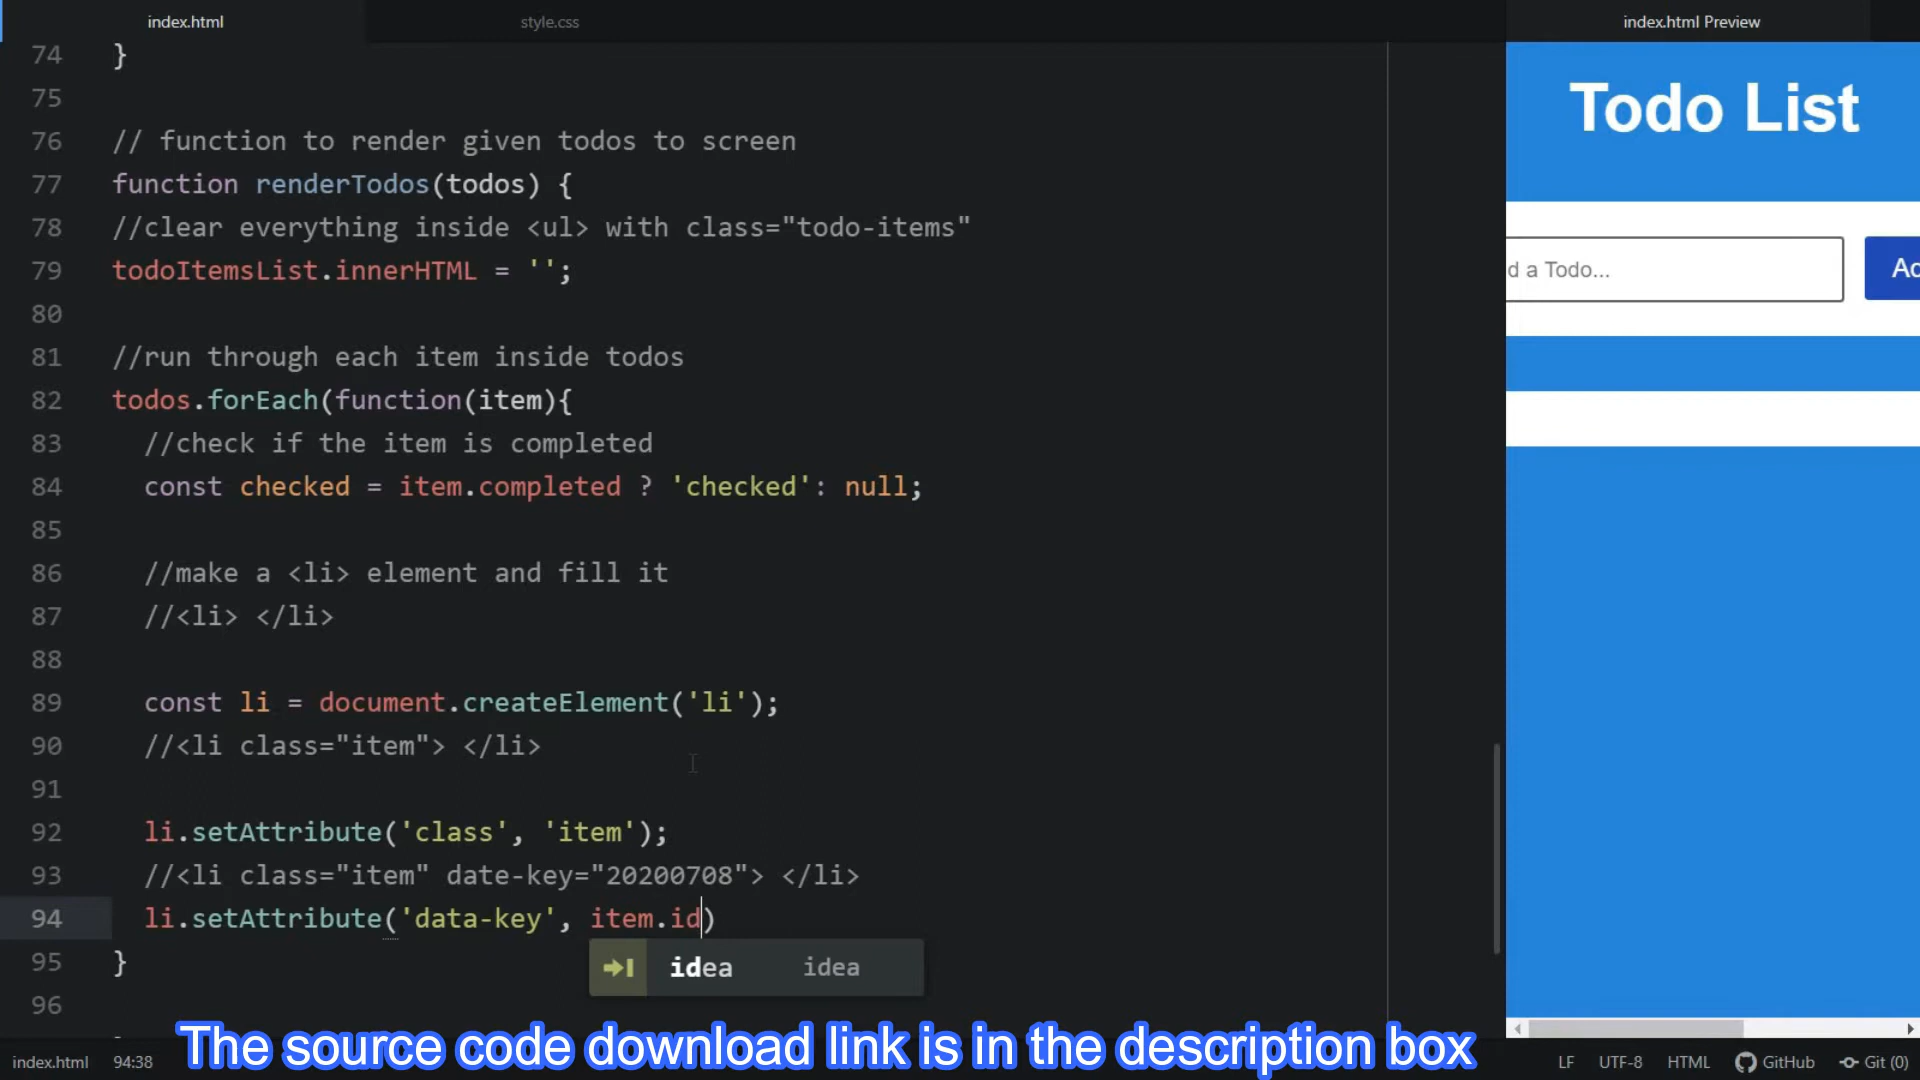 index.html
style.css
index.html Preview
74 }
75
76 // function to render given todos to screen
77 function renderTodos(todos) {
78 //clear everything inside <ul> with class="todo-items"
79 todoItemsList.innerHTML = '';
80
81 //run through each item inside todos
82 todos.forEach(function(item){
83 //check if the item is completed
84 const checked = item.completed ? 'checked': null;
85
86 //make a <li> element and fill it
87 //<li> </li>
88
89 const li = document.createElement('li');
90 //<li class="item"> </li>
91
92 li.setAttribute('class', 'item');
93 //<li class="item" date-key="20200708"> </li>
94 li.setAttribute('data-key', item.id)
idea idea
95 }
96
Todo List
d a Todo...
Ad
The source code download link is in the description box
index.html 94:38
LF UTF-8 HTML GitHub Git (0)